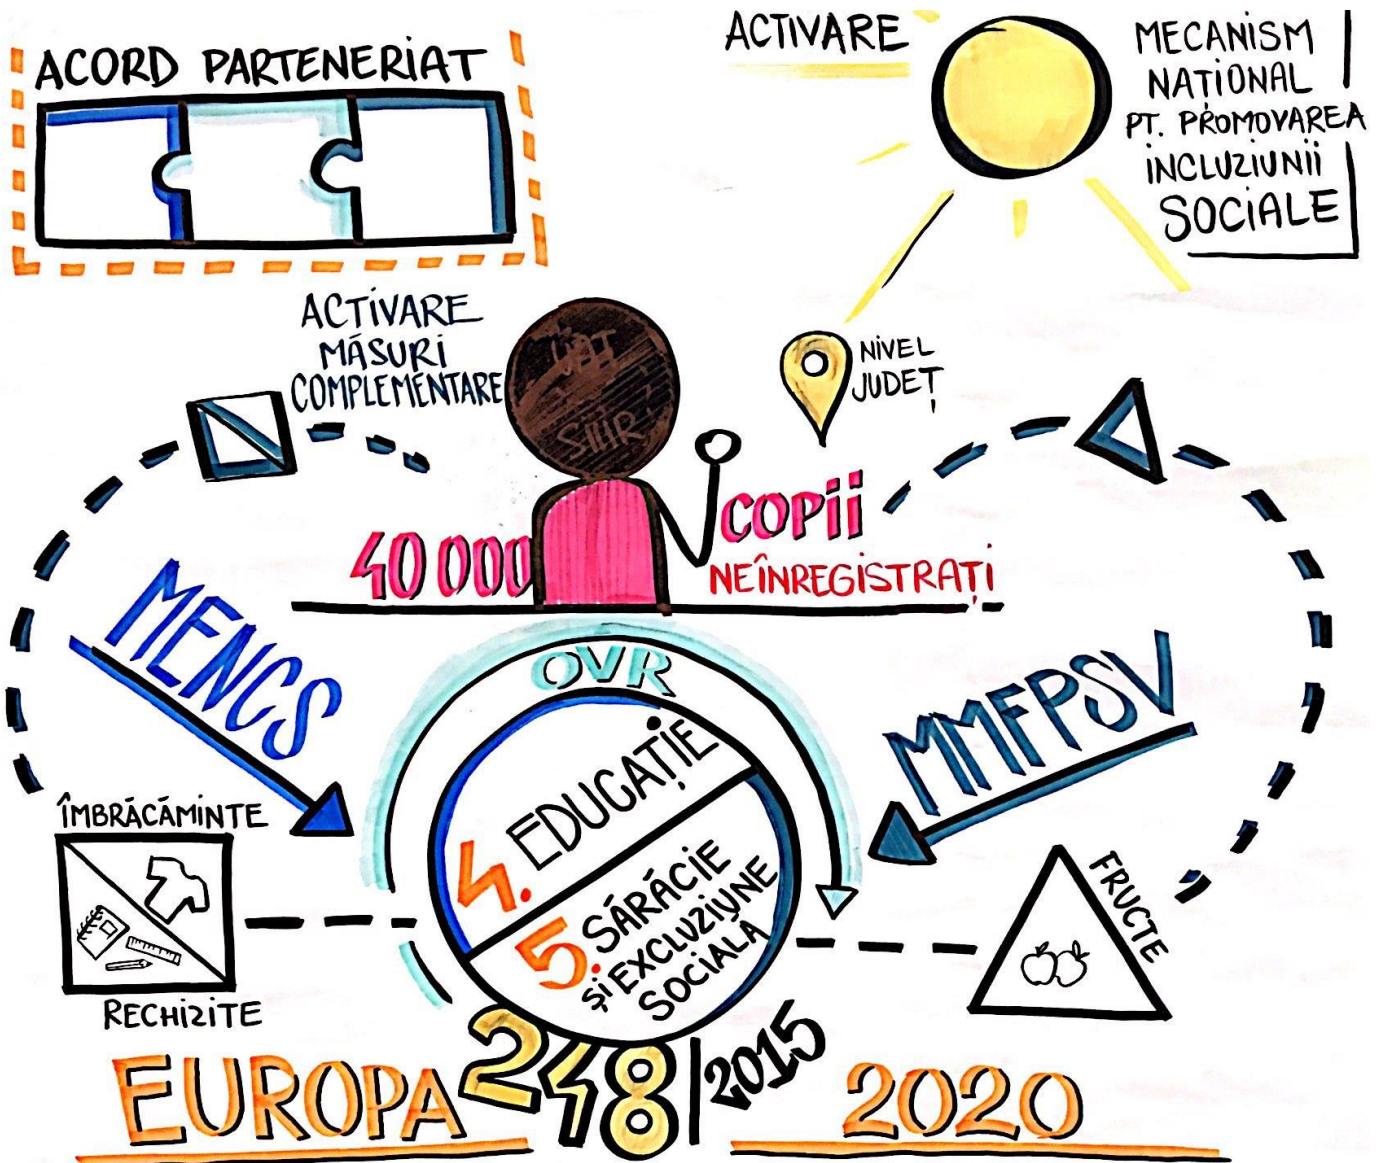 ACORD PARTENERIAT
ACTIVARE
MECANISM
NAȚIONAL
PT. PROMOVAREA
INCLUZIUNII
SOCIALE
ACTIVARE
MĂSURI
COMPLEMENTARE
NIVEL
JUDEȚ
40 000
COPII
NEÎNREGISTRAȚI
MENCS
OVR
MMFPSV
4. EDUCAȚIE
5. SĂRĂCIE
ȘI EXCLUZIUNE
SOCIALĂ
ÎMBRĂCĂMINTE
RECHIZITE
FRUCTE
EUROPA
248/2015
2020